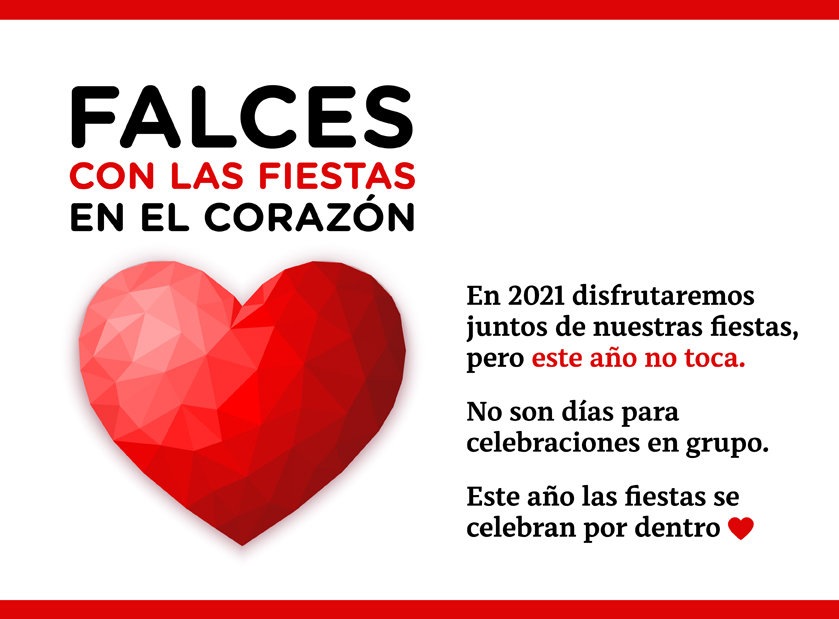 FALCES
CON LAS FIESTAS
EN EL CORAZÓN
En 2021 disfrutaremos
juntos de nuestras fiestas,
pero este año no toca.
No son días para
celebraciones en grupo.
Este año las fiestas se
celebran por dentro